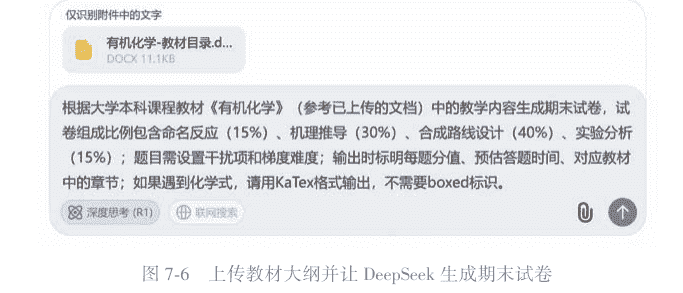 仅识别附件中的文字
有机化学-教材目录.d...
DOCX 11.1KB
根据大学本科课程教材《有机化学》（参考已上传的文档）中的教学内容生成期末试卷，试
卷组成比例包含命名反应（15%）、机理推导（30%）、合成路线设计（40%）、实验分析
（15%）；题目需设置干扰项和梯度难度；输出时标明每题分值、预估答题时间、对应教材
中的章节；如果遇到化学式，请用KaTex格式输出，不需要boxed标识。
深度思考 (R1) 联网搜索
图 7-6 上传教材大纲并让 DeepSeek 生成期末试卷